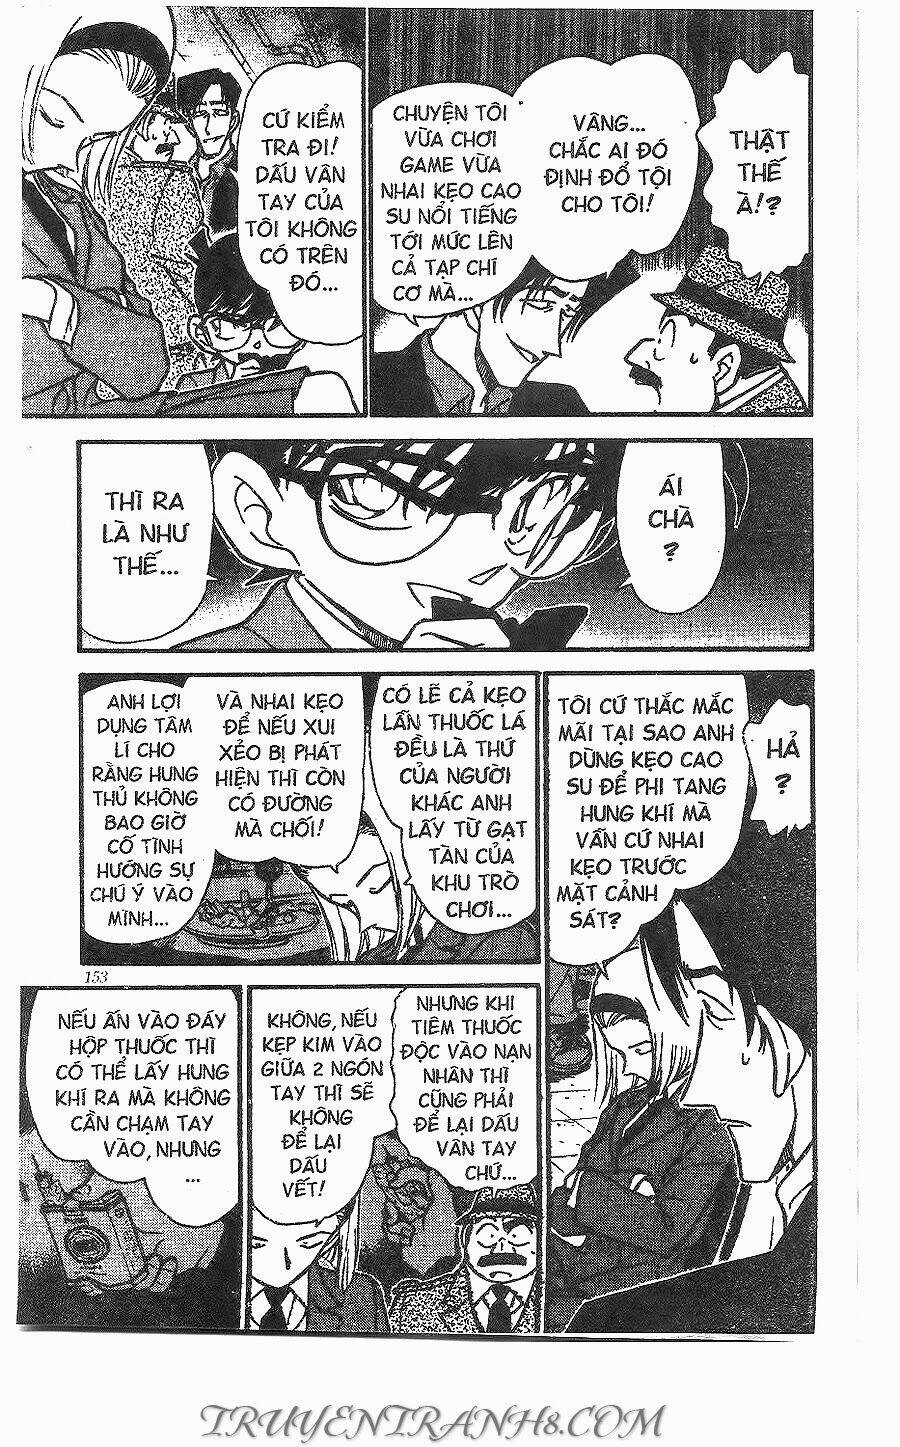 THẬT
THẾ
À!?
VÂNG...
CHẮC AI ĐÓ
ĐỊNH ĐỔ TỘI
CHO TÔI!
CHUYỆN TÔI
VỪA CHƠI
GAME VỪA
NHAI KẸO CAO
SU NỔI TIẾNG
TỚI MỨC LÊN
CẢ TẠP CHÍ
CƠ MÀ...
CỨ KIỂM
TRA ĐI!
DẤU VÂN
TAY CỦA
TÔI KHÔNG
CÓ TRÊN
ĐÓ...
ÁI
CHÀ
?
THÌ RA
LÀ NHƯ
THẾ...
HẢ
?
TÔI CỨ THẮC MẮC
MÃI TẠI SAO ANH
DÙNG KẸO CAO
SU ĐỂ PHI TANG
HUNG KHÍ MÀ
VẪN CỨ NHAI
KẸO TRƯỚC
MẶT CẢNH
SÁT?
CÓ LẼ CẢ KẸO
LẪN THUỐC LÁ
ĐỀU LÀ THỨ
CỦA NGƯỜI
KHÁC ANH
LẤY TỪ GẠT
TÀN CỦA
KHU TRÒ
CHƠI...
VÀ NHAI KẸO
ĐỂ NẾU XUI
XẺO BỊ PHÁT
HIỆN THÌ CÒN
CÓ ĐƯỜNG
MÀ CHỐI!
ANH LỢI
DỤNG TÂM
LÍ CHO
RẰNG HUNG
THỦ KHÔNG
BAO GIỜ
CỐ TÌNH
HƯỚNG SỰ
CHÚ Ý VÀO
MÌNH...
153
NHƯNG KHI
TIÊM THUỐC
ĐỘC VÀO NẠN
NHÂN THÌ
CŨNG PHẢI
ĐỂ LẠI DẤU
VÂN TAY
CHỨ...
KHÔNG, NẾU
KẸP KIM VÀO
GIỮA 2 NGÓN
TAY THÌ SẼ
KHÔNG
ĐỂ LẠI
DẤU
VẾT!
NẾU ẤN VÀO ĐÁY
HỘP THUỐC THÌ
CÓ THỂ LẤY HUNG
KHÍ RA MÀ KHÔNG
CẦN CHẠM TAY
VÀO, NHƯNG
...
TRUYENTRANH8.COM